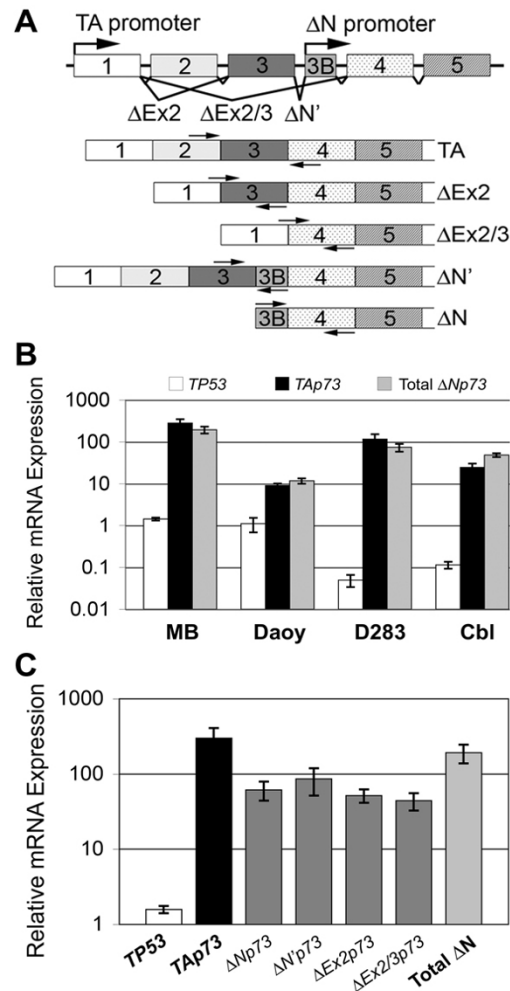 A
TA promoter
ΔN promoter
1 2 3 3B 4 5
ΔEx2 ΔEx2/3 ΔN'
1 2 3 4 5 TA
1 3 4 5 ΔEx2
1 4 5 ΔEx2/3
1 2 3 3B 4 5 ΔN'
3B 4 5 ΔN
B
TP53 TAp73 Total ΔNp73
Relative mRNA Expression
1000
100
10
1
0.1
0.01
MB Daoy D283 Cbl
C
Relative mRNA Expression
1000
100
10
1
TP53 TAp73 ΔNp73 ΔN'p73 ΔEx2p73 ΔEx2/3p73 Total ΔN